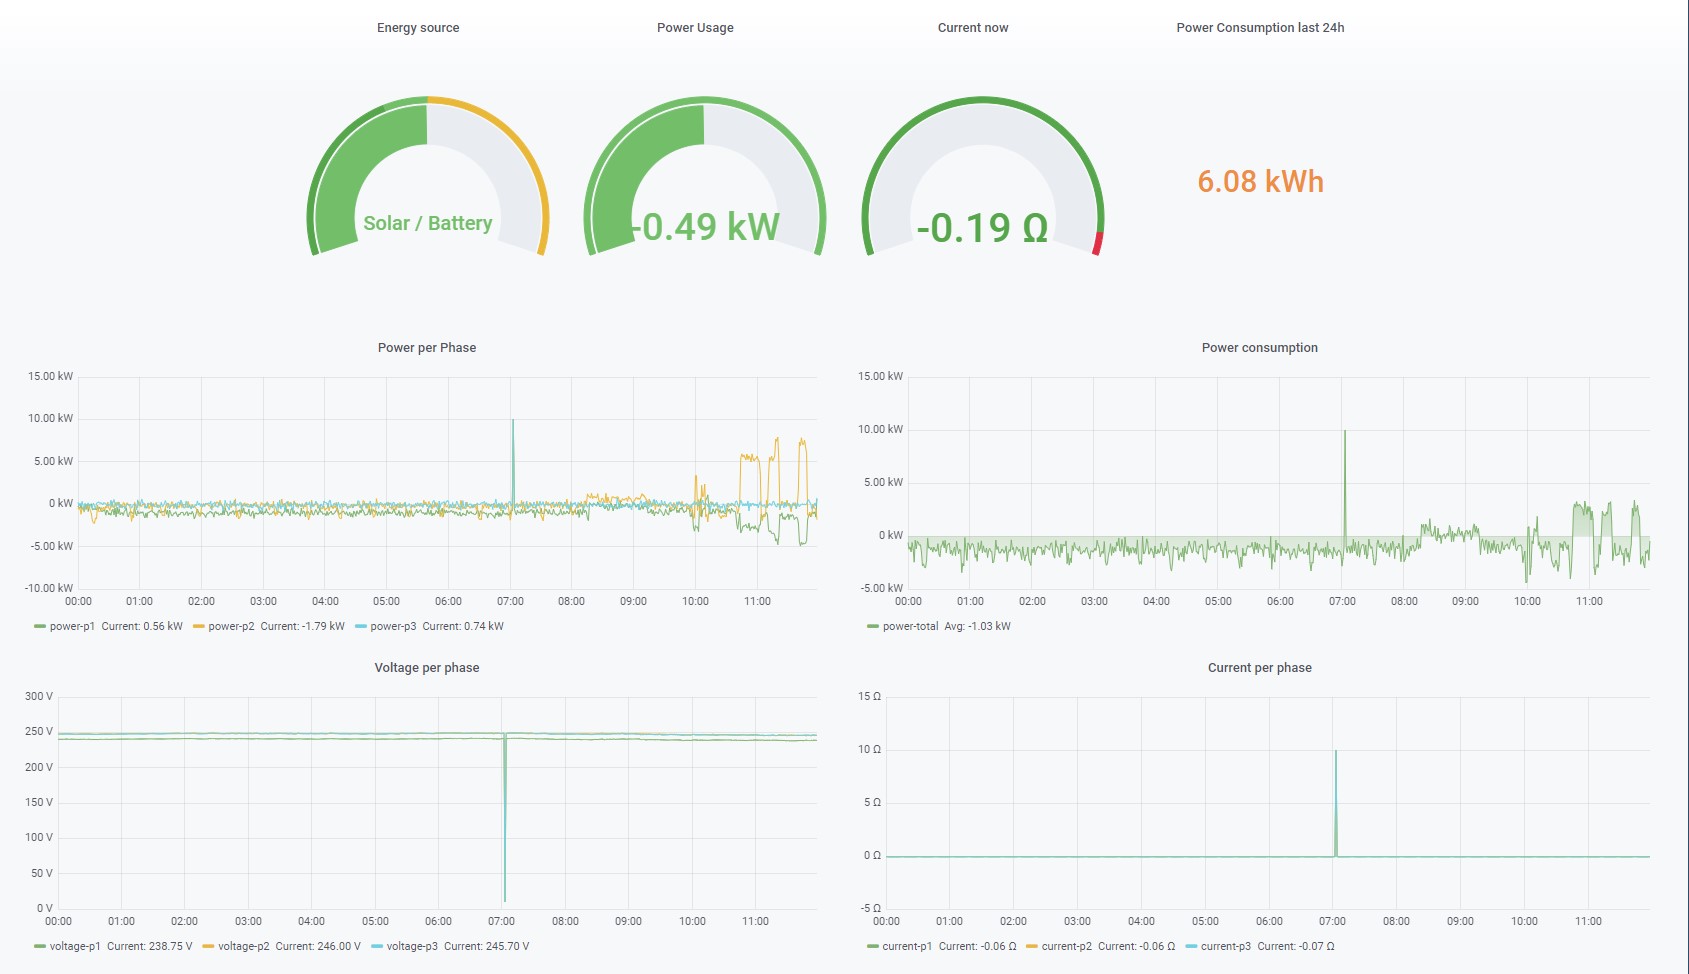 Energy source
Power Usage
Current now
Power Consumption last 24h
Solar / Battery
-0.49 kW
-0.19 Ω
6.08 kWh
Power per Phase
15.00 kW
10.00 kW
5.00 kW
0 kW
-5.00 kW
-10.00 kW
00:00 01:00 02:00 03:00 04:00 05:00 06:00 07:00 08:00 09:00 10:00 11:00
power-p1 Current: 0.56 kW power-p2 Current: -1.79 kW power-p3 Current: 0.74 kW
Power consumption
15.00 kW
10.00 kW
5.00 kW
0 kW
-5.00 kW
00:00 01:00 02:00 03:00 04:00 05:00 06:00 07:00 08:00 09:00 10:00 11:00
power-total Avg: -1.03 kW
Voltage per phase
300 V
250 V
200 V
150 V
100 V
50 V
0 V
00:00 01:00 02:00 03:00 04:00 05:00 06:00 07:00 08:00 09:00 10:00 11:00
voltage-p1 Current: 238.75 V voltage-p2 Current: 246.00 V voltage-p3 Current: 245.70 V
Current per phase
15 Ω
10 Ω
5 Ω
0 Ω
-5 Ω
00:00 01:00 02:00 03:00 04:00 05:00 06:00 07:00 08:00 09:00 10:00 11:00
current-p1 Current: -0.06 Ω current-p2 Current: -0.06 Ω current-p3 Current: -0.07 Ω